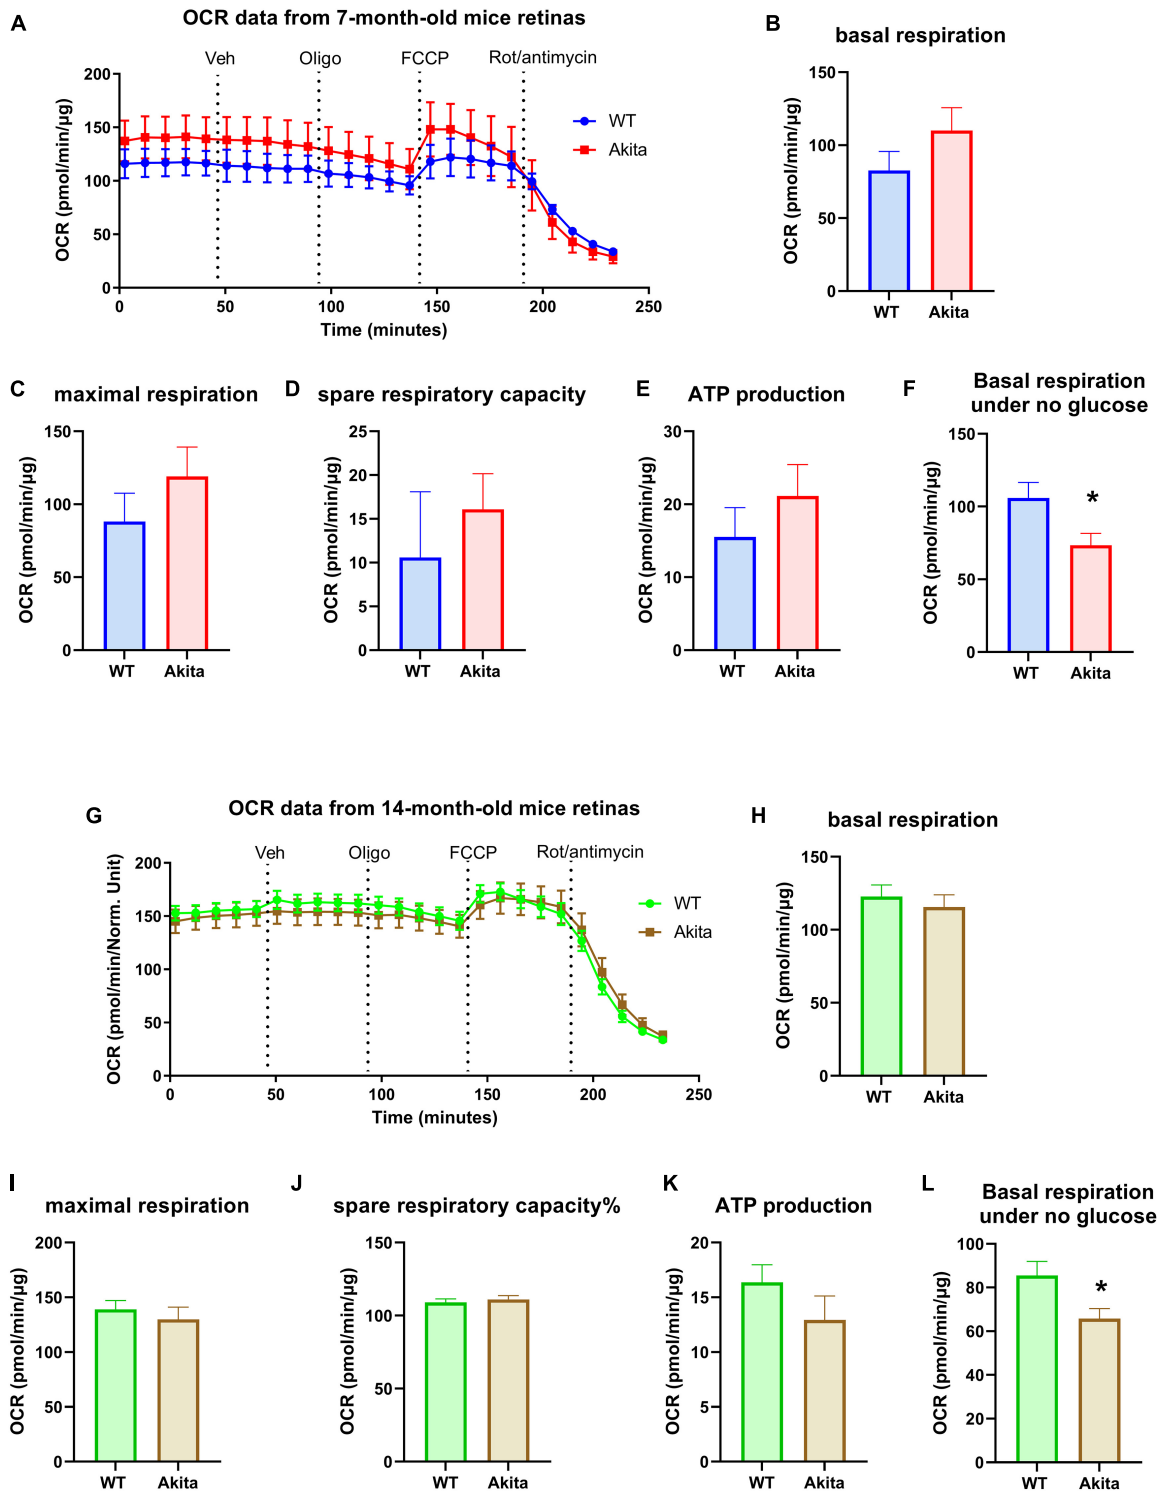 A
OCR data from 7-month-old mice retinas
Veh
Oligo
FCCP
Rot/antimycin
OCR (pmol/min/µg)
200
150
100
50
0
0
50
100
150
200
250
Time (minutes)
WT
Akita
B
basal respiration
OCR (pmol/min/µg)
150
100
50
0
WT
Akita
C
maximal respiration
OCR (pmol/min/µg)
150
100
50
0
WT
Akita
D
spare respiratory capacity
OCR (pmol/min/µg)
25
20
15
10
5
0
WT
Akita
E
ATP production
OCR (pmol/min/µg)
30
20
10
0
WT
Akita
F
Basal respiration
under no glucose
OCR (pmol/min/µg)
150
100
50
0
*
WT
Akita
G
OCR data from 14-month-old mice retinas
Veh
Oligo
FCCP
Rot/antimycin
OCR (pmol/min/Norm. Unit)
200
150
100
50
0
0
50
100
150
200
250
Time (minutes)
WT
Akita
H
basal respiration
OCR (pmol/min/µg)
150
100
50
0
WT
Akita
I
maximal respiration
OCR (pmol/min/µg)
200
150
100
50
0
WT
Akita
J
spare respiratory capacity%
OCR (pmol/min/µg)
150
100
50
0
WT
Akita
K
ATP production
OCR (pmol/min/µg)
20
15
10
5
0
WT
Akita
L
Basal respiration
under no glucose
OCR (pmol/min/µg)
100
80
60
40
20
0
*
WT
Akita